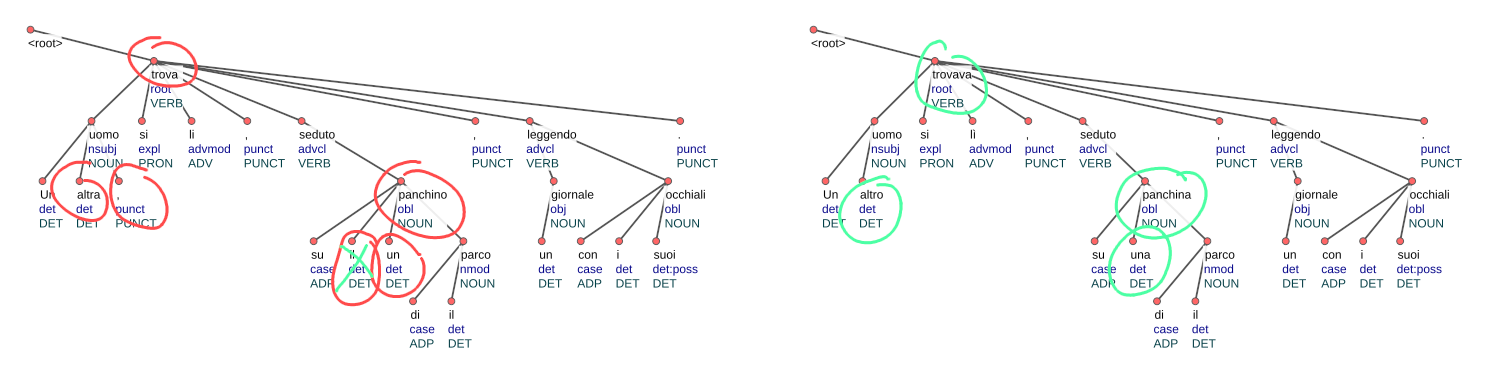 <root>
trova
root
VERB
uomo si lì , seduto , leggendo .
nsubj expl advmod punct advcl punct advcl punct
NOUN PRON ADV PUNCT VERB PUNCT VERB PUNCT
Un altra , panchino giornale occhiali
det det punct obl obj obl
DET DET PUNCT NOUN NOUN NOUN
su il un parco un con i suoi
case det det nmod det case det det:poss
ADP DET DET NOUN DET ADP DET DET
di il
case det
ADP DET
<root>
trovava
root
VERB
uomo si lì , seduto , leggendo .
nsubj expl advmod punct advcl punct advcl punct
NOUN PRON ADV PUNCT VERB PUNCT VERB PUNCT
Un altro panchina giornale occhiali
det det obl obj obl
DET DET NOUN NOUN NOUN
su una parco un con i suoi
case det nmod det case det det:poss
ADP DET NOUN DET ADP DET DET
di il
case det
ADP DET